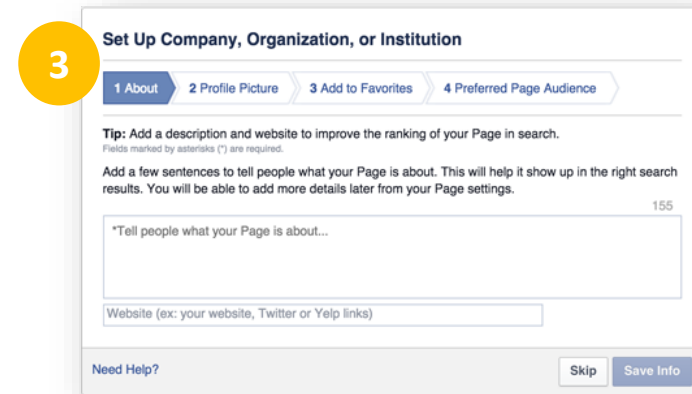 3
Set Up Company, Organization, or Institution
1 About 2 Profile Picture 3 Add to Favorites 4 Preferred Page Audience
Tip: Add a description and website to improve the ranking of your Page in search.
Fields marked by asterisks (*) are required.
Add a few sentences to tell people what your Page is about. This will help it show up in the right search
results. You will be able to add more details later from your Page settings.
155
*Tell people what your Page is about...
Website (ex: your website, Twitter or Yelp links)
Need Help? Skip Save Info